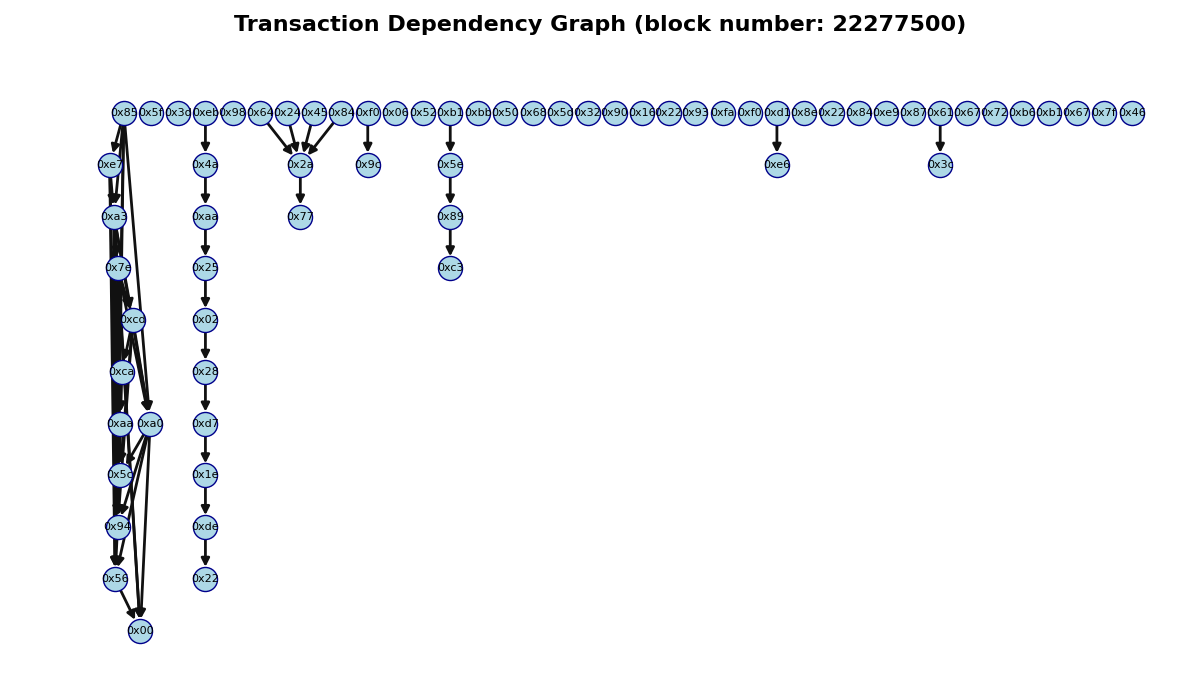 Transaction Dependency Graph (block number: 22277500)
0x85 0x5f 0x3d 0xeb 0x98 0x64 0x24 0x45 0x84 0xf0 0x06 0x52 0xb1 0xbb 0x50 0x68 0x5d 0x32 0x90 0x16 0x22 0x93 0xfa 0xf0 0xd1 0x8e 0x22 0x84 0xe9 0x87 0x61 0x67 0x72 0xb6 0xb1 0x67 0x7f 0x46
0xe7 0x4a 0x2a 0x9c 0x5e 0xe6 0x3c
0xa3 0xaa 0x77 0x89
0x7e 0x25 0xc3
0xcd 0x02
0xca 0x28
0xaa 0xa0 0xd7
0x5c 0x1e
0x94 0xde
0x56 0x22
0x00